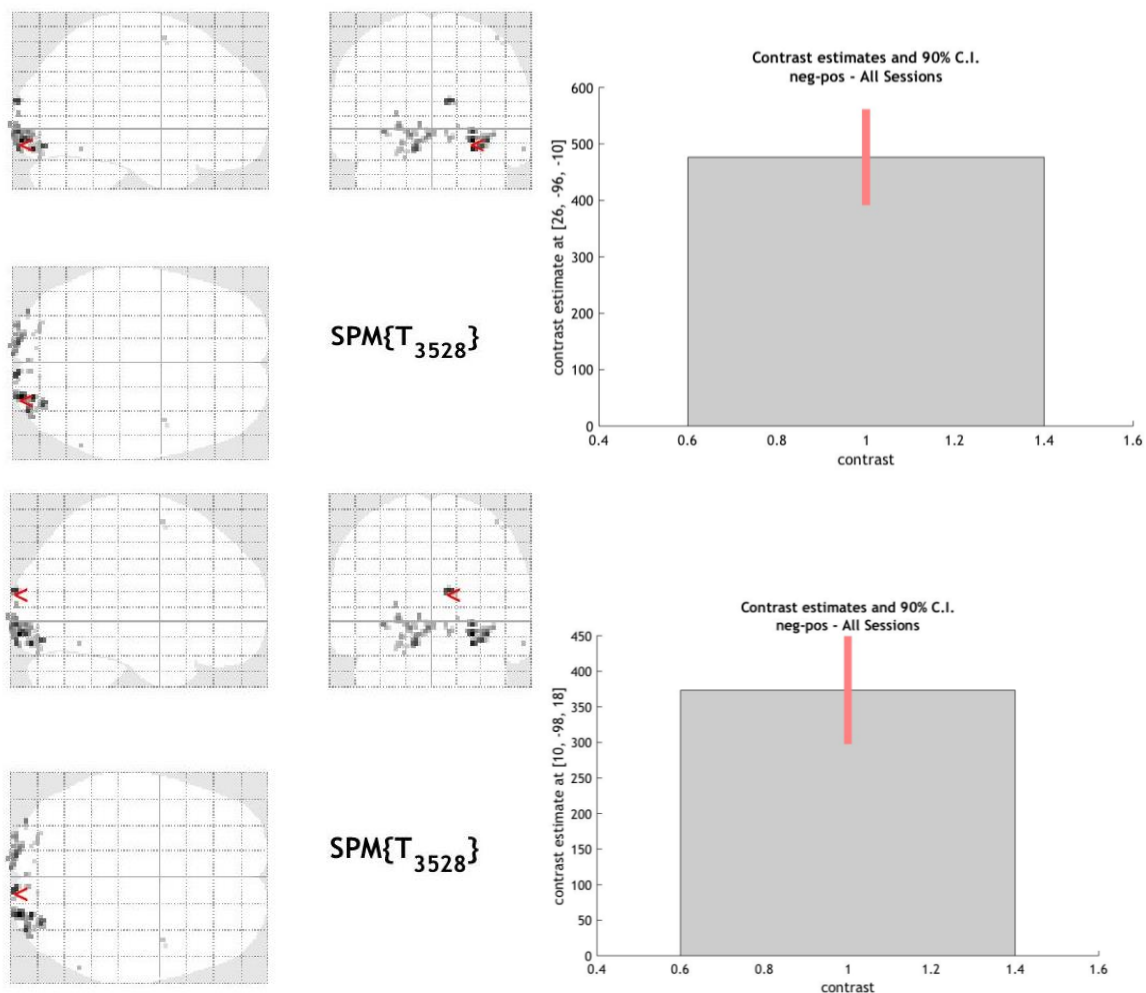 Contrast estimates and 90% C.I.
neg-pos - All Sessions
600
500
400
300
200
100
0
contrast estimate at [26, -96, -10]
0.4 0.6 0.8 1 1.2 1.4 1.6
contrast
<
<
<
SPM{T3528}
Contrast estimates and 90% C.I.
neg-pos - All Sessions
450
400
350
300
250
200
150
100
50
0
contrast estimate at [10, -98, 18]
0.4 0.6 0.8 1 1.2 1.4 1.6
contrast
<
<
<
SPM{T3528}